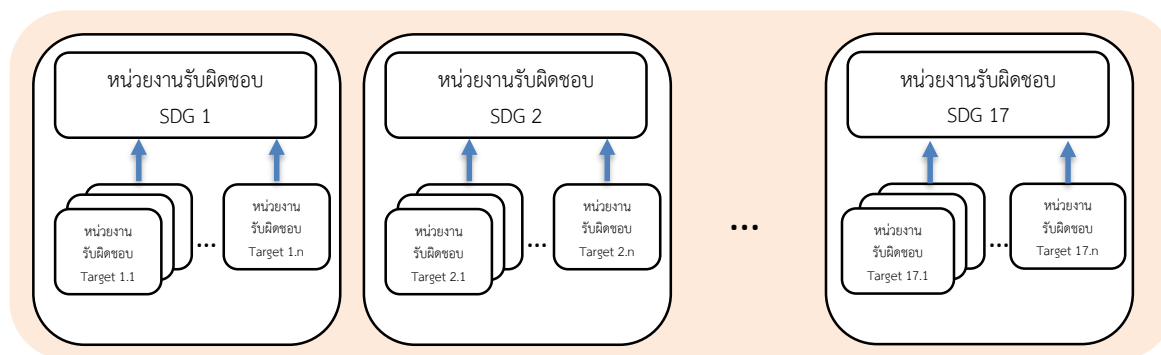 หน่วยงานรับผิดชอบ
SDG 1
หน่วยงาน
รับผิดชอบ
Target 1.1
...
หน่วยงาน
รับผิดชอบ
Target 1.n
หน่วยงานรับผิดชอบ
SDG 2
หน่วยงาน
รับผิดชอบ
Target 2.1
...
หน่วยงาน
รับผิดชอบ
Target 2.n
...
หน่วยงานรับผิดชอบ
SDG 17
หน่วยงาน
รับผิดชอบ
Target 17.1
...
หน่วยงาน
รับผิดชอบ
Target 17.n